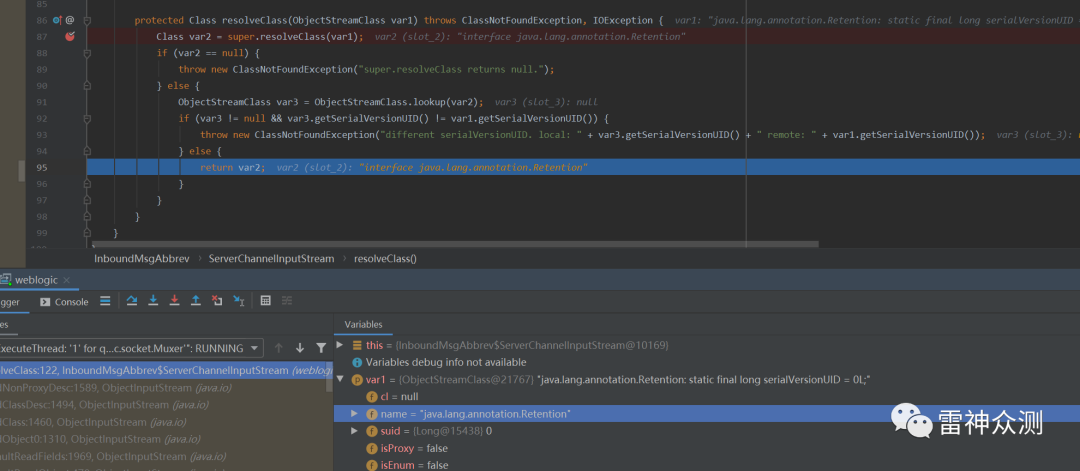 85
86 protected Class resolveClass(ObjectStreamClass var1) throws ClassNotFoundException, IOException { var1: "java.lang.annotation.Retention: static final long serialVersionUID
87 Class var2 = super.resolveClass(var1); var2 (slot_2): "interface java.lang.annotation.Retention"
88 if (var2 == null) {
89 throw new ClassNotFoundException("super.resolveClass returns null.");
90 } else {
91 ObjectStreamClass var3 = ObjectStreamClass.lookup(var2); var3 (slot_3): null
92 if (var3 != null && var3.getSerialVersionUID() != var1.getSerialVersionUID()) {
93 throw new ClassNotFoundException("different serialVersionUID. local: " + var3.getSerialVersionUID() + " remote: " + var1.getSerialVersionUID()); var3 (slot_3):
94 } else {
95 return var2; var2 (slot_2): "interface java.lang.annotation.Retention"
96 }
97 }
98 }
99 }
InboundMsgAbbrev › ServerChannelInputStream › resolveClass()
weblogic ×
gger Console
es
Variables
xecuteThread: '1' for q...c.socket.Muxer'": RUNNING
this = {InboundMsgAbbrev$ServerChannelInputStream@10169}
Variables debug info not available
lveClass:122, InboundMsgAbbrev$ServerChannelInputStream (weblogi
var1 = {ObjectStreamClass@21767} "java.lang.annotation.Retention: static final long serialVersionUID = 0L;"
dNonProxyDesc:1589, ObjectInputStream (java.io)
cl = null
dClassDesc:1494, ObjectInputStream (java.io)
name = "java.lang.annotation.Retention"
dClass:1460, ObjectInputStream (java.io)
suid = {Long@15438} 0
dObject0:1310, ObjectInputStream (java.io)
isProxy = false
aultReadFields:1969, ObjectInputStream (java.io)
isEnum = false
雷神众测